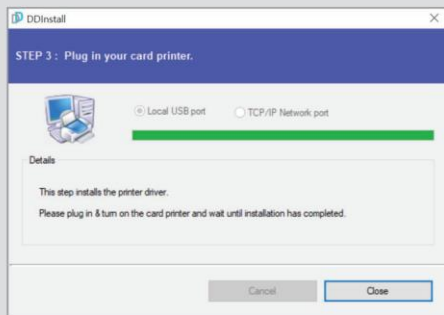 DDInstall
STEP 3 : Plug in your card printer.
Local USB port TCP/IP Network port
Details
This step installs the printer driver.
Please plug in & turn on the card printer and wait until installation has completed.
Cancel Close